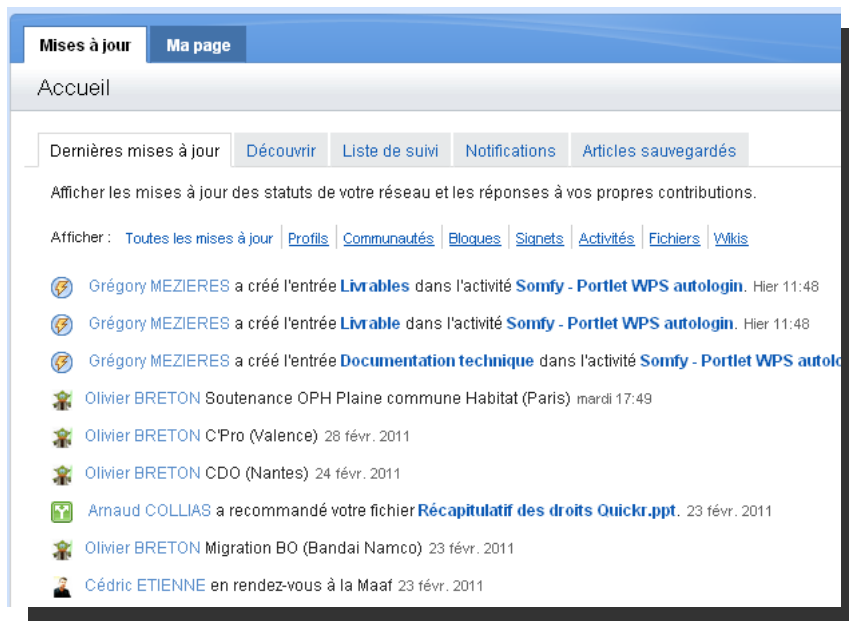 Mises à jour Ma page
Accueil
Dernières mises à jour Découvrir Liste de suivi Notifications Articles sauvegardés
Afficher les mises à jour des statuts de votre réseau et les réponses à vos propres contributions.
Afficher : Toutes les mises à jour Profils Communautés Blogues Signets Activités Fichiers Wikis
Grégory MEZIERES a créé l'entrée Livrables dans l'activité Somfy - Portlet WPS autologin. Hier 11:48
Grégory MEZIERES a créé l'entrée Livrable dans l'activité Somfy - Portlet WPS autologin. Hier 11:48
Grégory MEZIERES a créé l'entrée Documentation technique dans l'activité Somfy - Portlet WPS autolo
Olivier BRETON Soutenance OPH Plaine commune Habitat (Paris) mardi 17:49
Olivier BRETON C'Pro (Valence) 28 févr. 2011
Olivier BRETON CDO (Nantes) 24 févr. 2011
Arnaud COLLIAS a recommandé votre fichier Récapitulatif des droits Quickr.ppt. 23 févr. 2011
Olivier BRETON Migration BO (Bandai Namco) 23 févr. 2011
Cédric ETIENNE en rendez-vous à la Maaf 23 févr. 2011